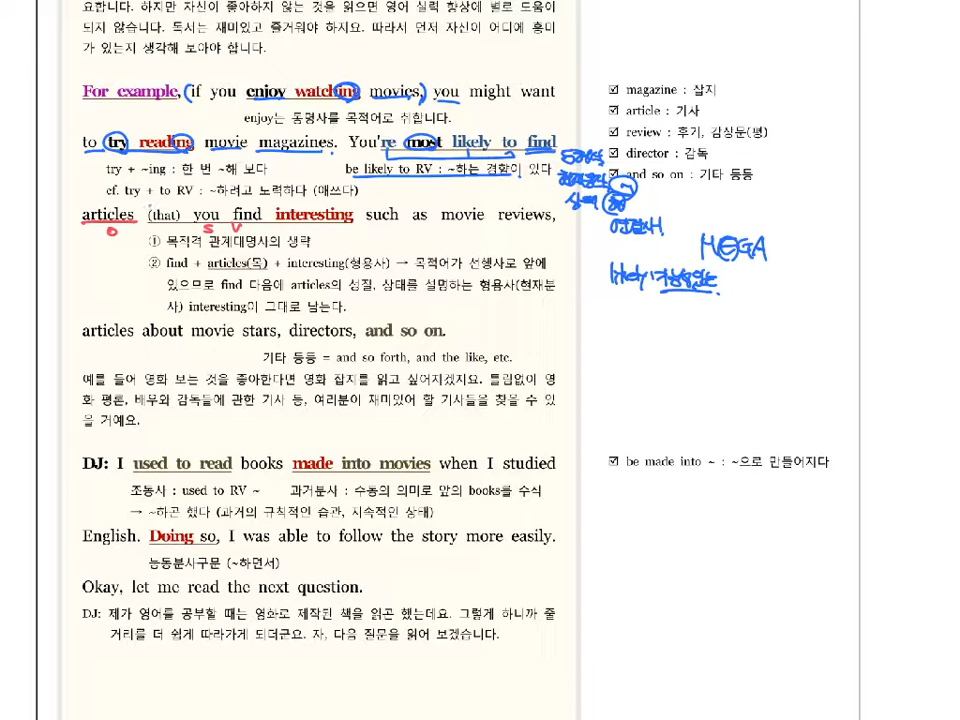 요합니다. 하지만 자신이 좋아하지 않는 것을 읽으면 영어 실력 향상에 별로 도움이
되지 않습니다. 독서는 재미있고 즐거워야 하지요. 따라서 먼저 자신이 어디에 흥미
가 있는지 생각해 보아야 합니다.
For example, (if you enjoy watching movies,) you might want
enjoy는 동명사를 목적어로 취합니다.
to try reading movie magazines. You're most likely to find
try + ~ing : 한 번 ~해 보다
be likely to RV : ~하는 경향이 있다
cf. try + to RV : ~하려고 노력하다 (애쓰다)
articles (that) you find interesting such as movie reviews,
O S V
① 목적격 관계대명사의 생략
② find + articles(목) + interesting(형용사) → 목적어가 선행사로 앞에
있으므로 find 다음에 articles의 성질, 상태를 설명하는 형용사(현재분
사) interesting이 그대로 남는다.
articles about movie stars, directors, and so on.
기타 등등 = and so forth, and the like, etc.
예를 들어 영화 보는 것을 좋아한다면 영화 잡지를 읽고 싶어지겠지요. 틀림없이 영
화 평론, 배우와 감독들에 관한 기사 등, 여러분이 재미있어 할 기사들을 찾을 수 있
을 거예요.
DJ: I used to read books made into movies when I studied
조동사 : used to RV ~ 과거분사 : 수동의 의미로 앞의 books를 수식
→ ~하곤 했다 (과거의 규칙적인 습관, 지속적인 상태)
English. Doing so, I was able to follow the story more easily.
능동분사구문 (~하면서)
Okay, let me read the next question.
DJ: 제가 영어를 공부할 때는 영화로 제작된 책을 읽곤 했는데요. 그렇게 하니까 줄
거리를 더 쉽게 따라가게 되더군요. 자, 다음 질문을 읽어 보겠습니다.
☑ magazine : 잡지
☑ article : 기사
☑ review : 후기, 감상문(평)
☑ director : 감독
☑ and so on : 기타 등등
MEGA
☑ be made into ~ : ~으로 만들어지다